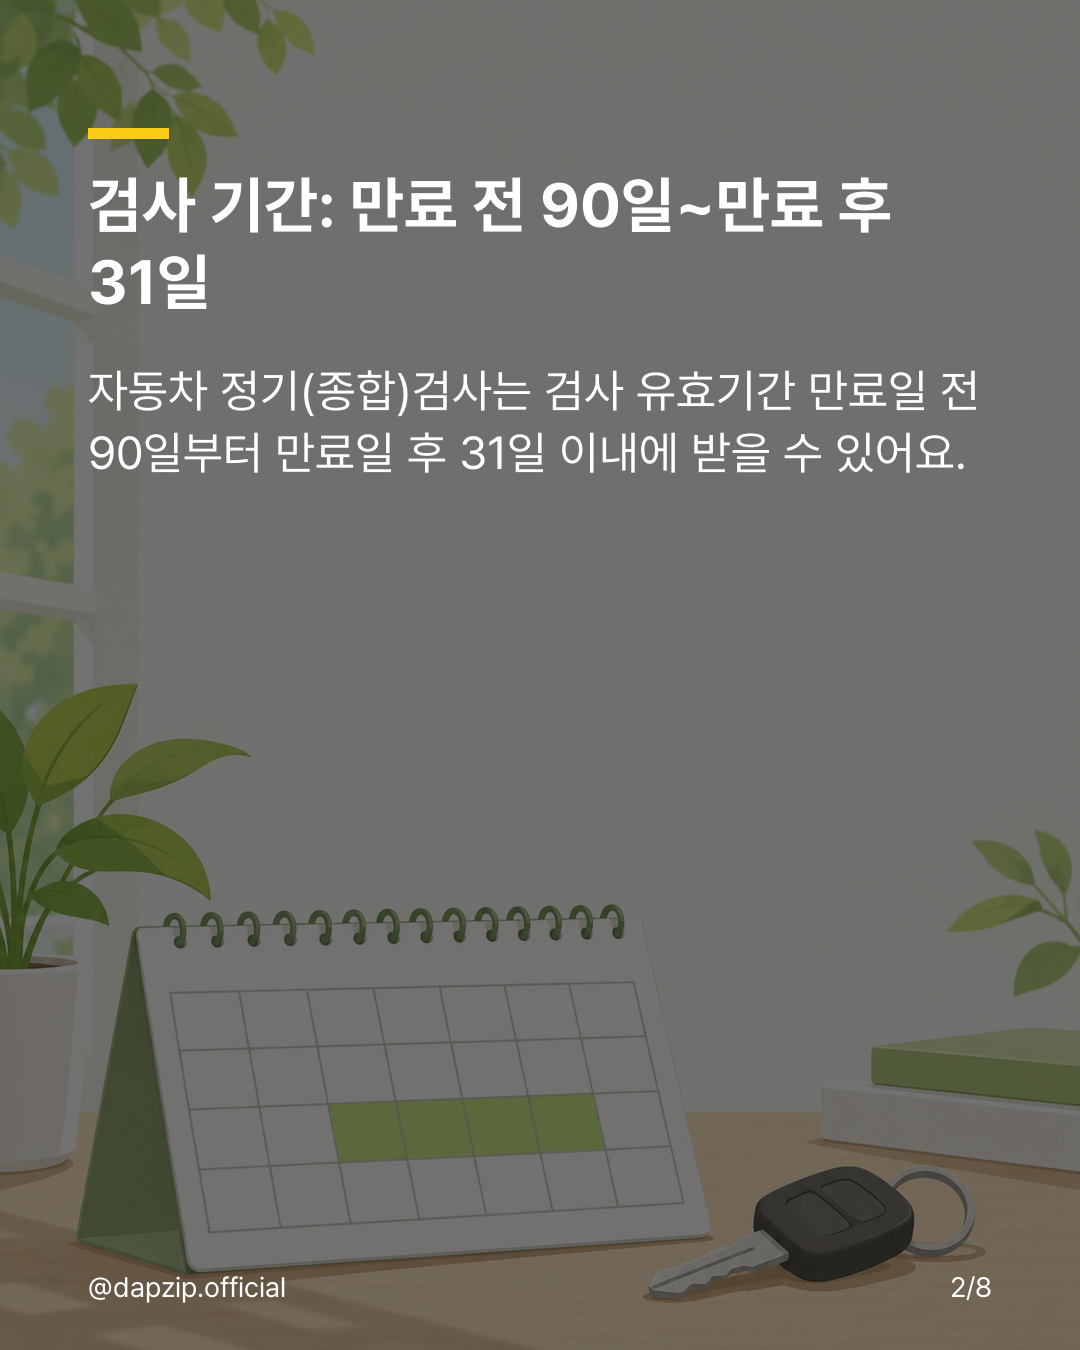 검사 기간: 만료 전 90일~만료 후
31일
자동차 정기(종합)검사는 검사 유효기간 만료일 전
90일부터 만료일 후 31일 이내에 받을 수 있어요.
@dapzip.official
2/8